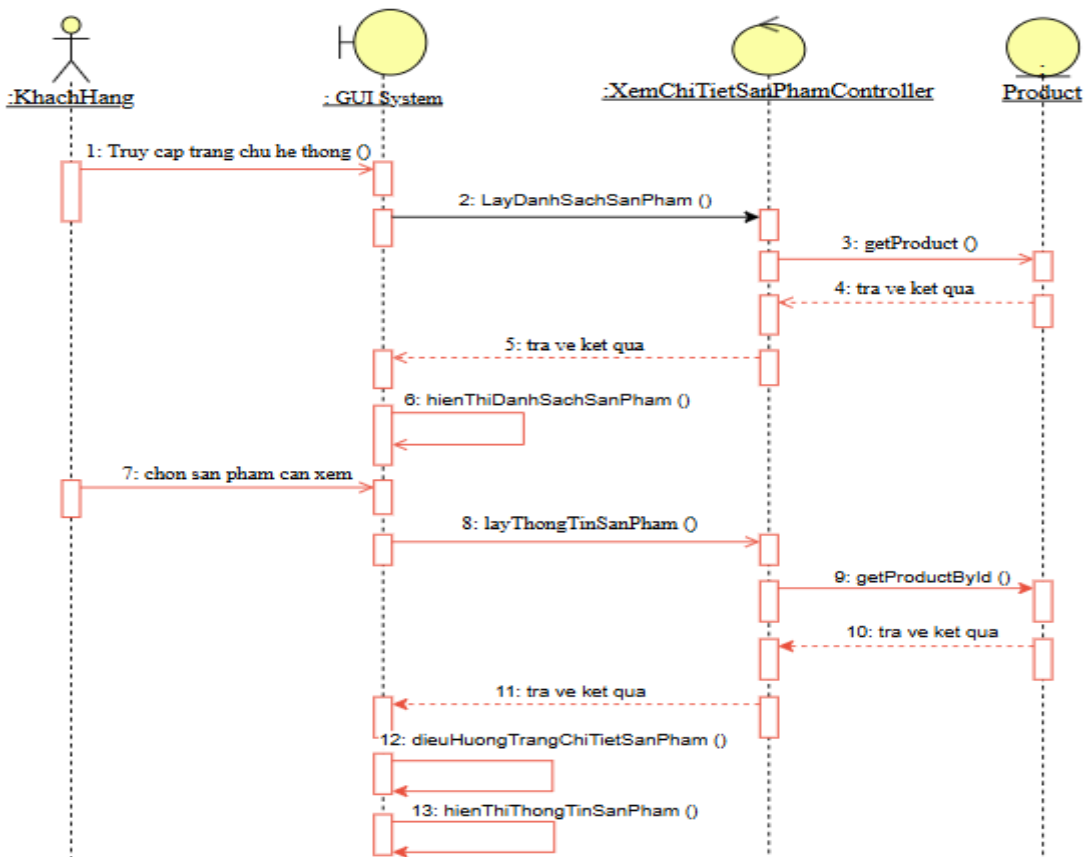 :KhachHang
: GUI System
:XemChiTietSanPhamController
:
Product
1: Truy cap trang chu he thong ()
2: LayDanhSachSanPham ()
3: getProduct ()
4: tra ve ket qua
5: tra ve ket qua
6: hienThiDanhSachSanPham ()
7: chon san pham can xem
8: layThongTinSanPham ()
9: getProductById ()
10: tra ve ket qua
11: tra ve ket qua
12: dieuHuongTrangChiTietSanPham ()
13: hienThiThongTinSanPham ()